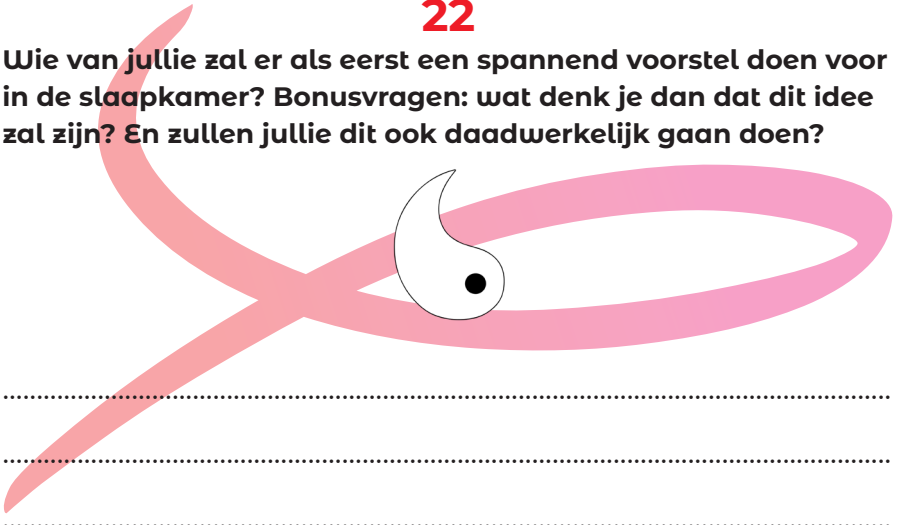 22
Wie van jullie zal er als eerst een spannend voorstel doen voor
in de slaapkamer? Bonusvragen: wat denk je dan dat dit idee
zal zijn? En zullen jullie dit ook daadwerkelijk gaan doen?